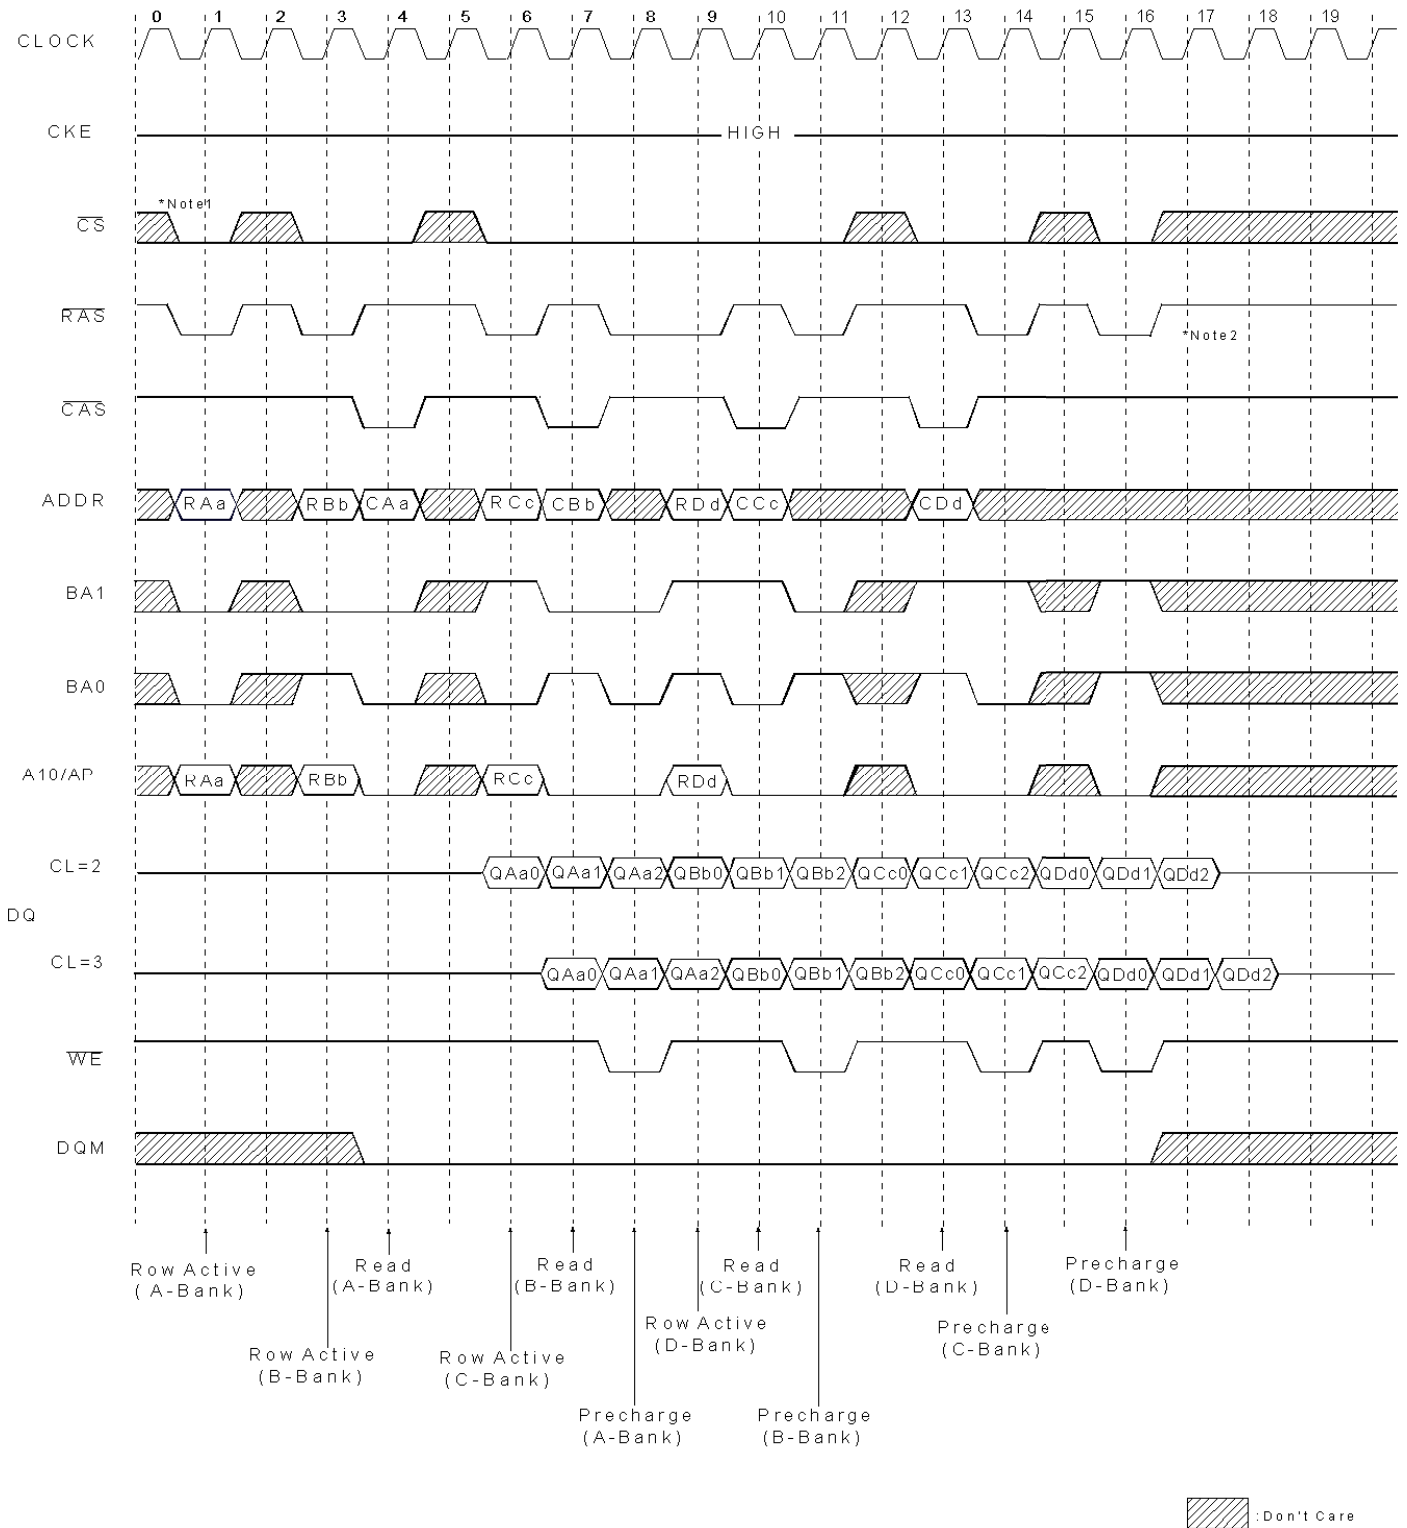 0 1 2 3 4 5 6 7 8 9 10 11 12 13 14 15 16 17 18 19
CLOCK
CKE HIGH
*Note1
CS
RAS
*Note2
CAS
ADDR RAa RBb CAa RCc CBb RDd CCc CDd
BA1
BA0
A10/AP RAa RBb RCc RDd
CL=2 QAa0 QAa1 QAa2 QBb0 QBb1 QBb2 QCc0 QCc1 QCc2 QDd0 QDd1 QDd2
DQ
CL=3 QAa0 QAa1 QAa2 QBb0 QBb1 QBb2 QCc0 QCc1 QCc2 QDd0 QDd1 QDd2
WE
DQM
Row Active
(A-Bank)
Read
(A-Bank)
Read
(B-Bank)
Read
(C-Bank)
Read
(D-Bank)
Precharge
(D-Bank)
Row Active
(D-Bank)
Precharge
(C-Bank)
Row Active
(B-Bank)
Row Active
(C-Bank)
Precharge
(A-Bank)
Precharge
(B-Bank)
:Don't Care